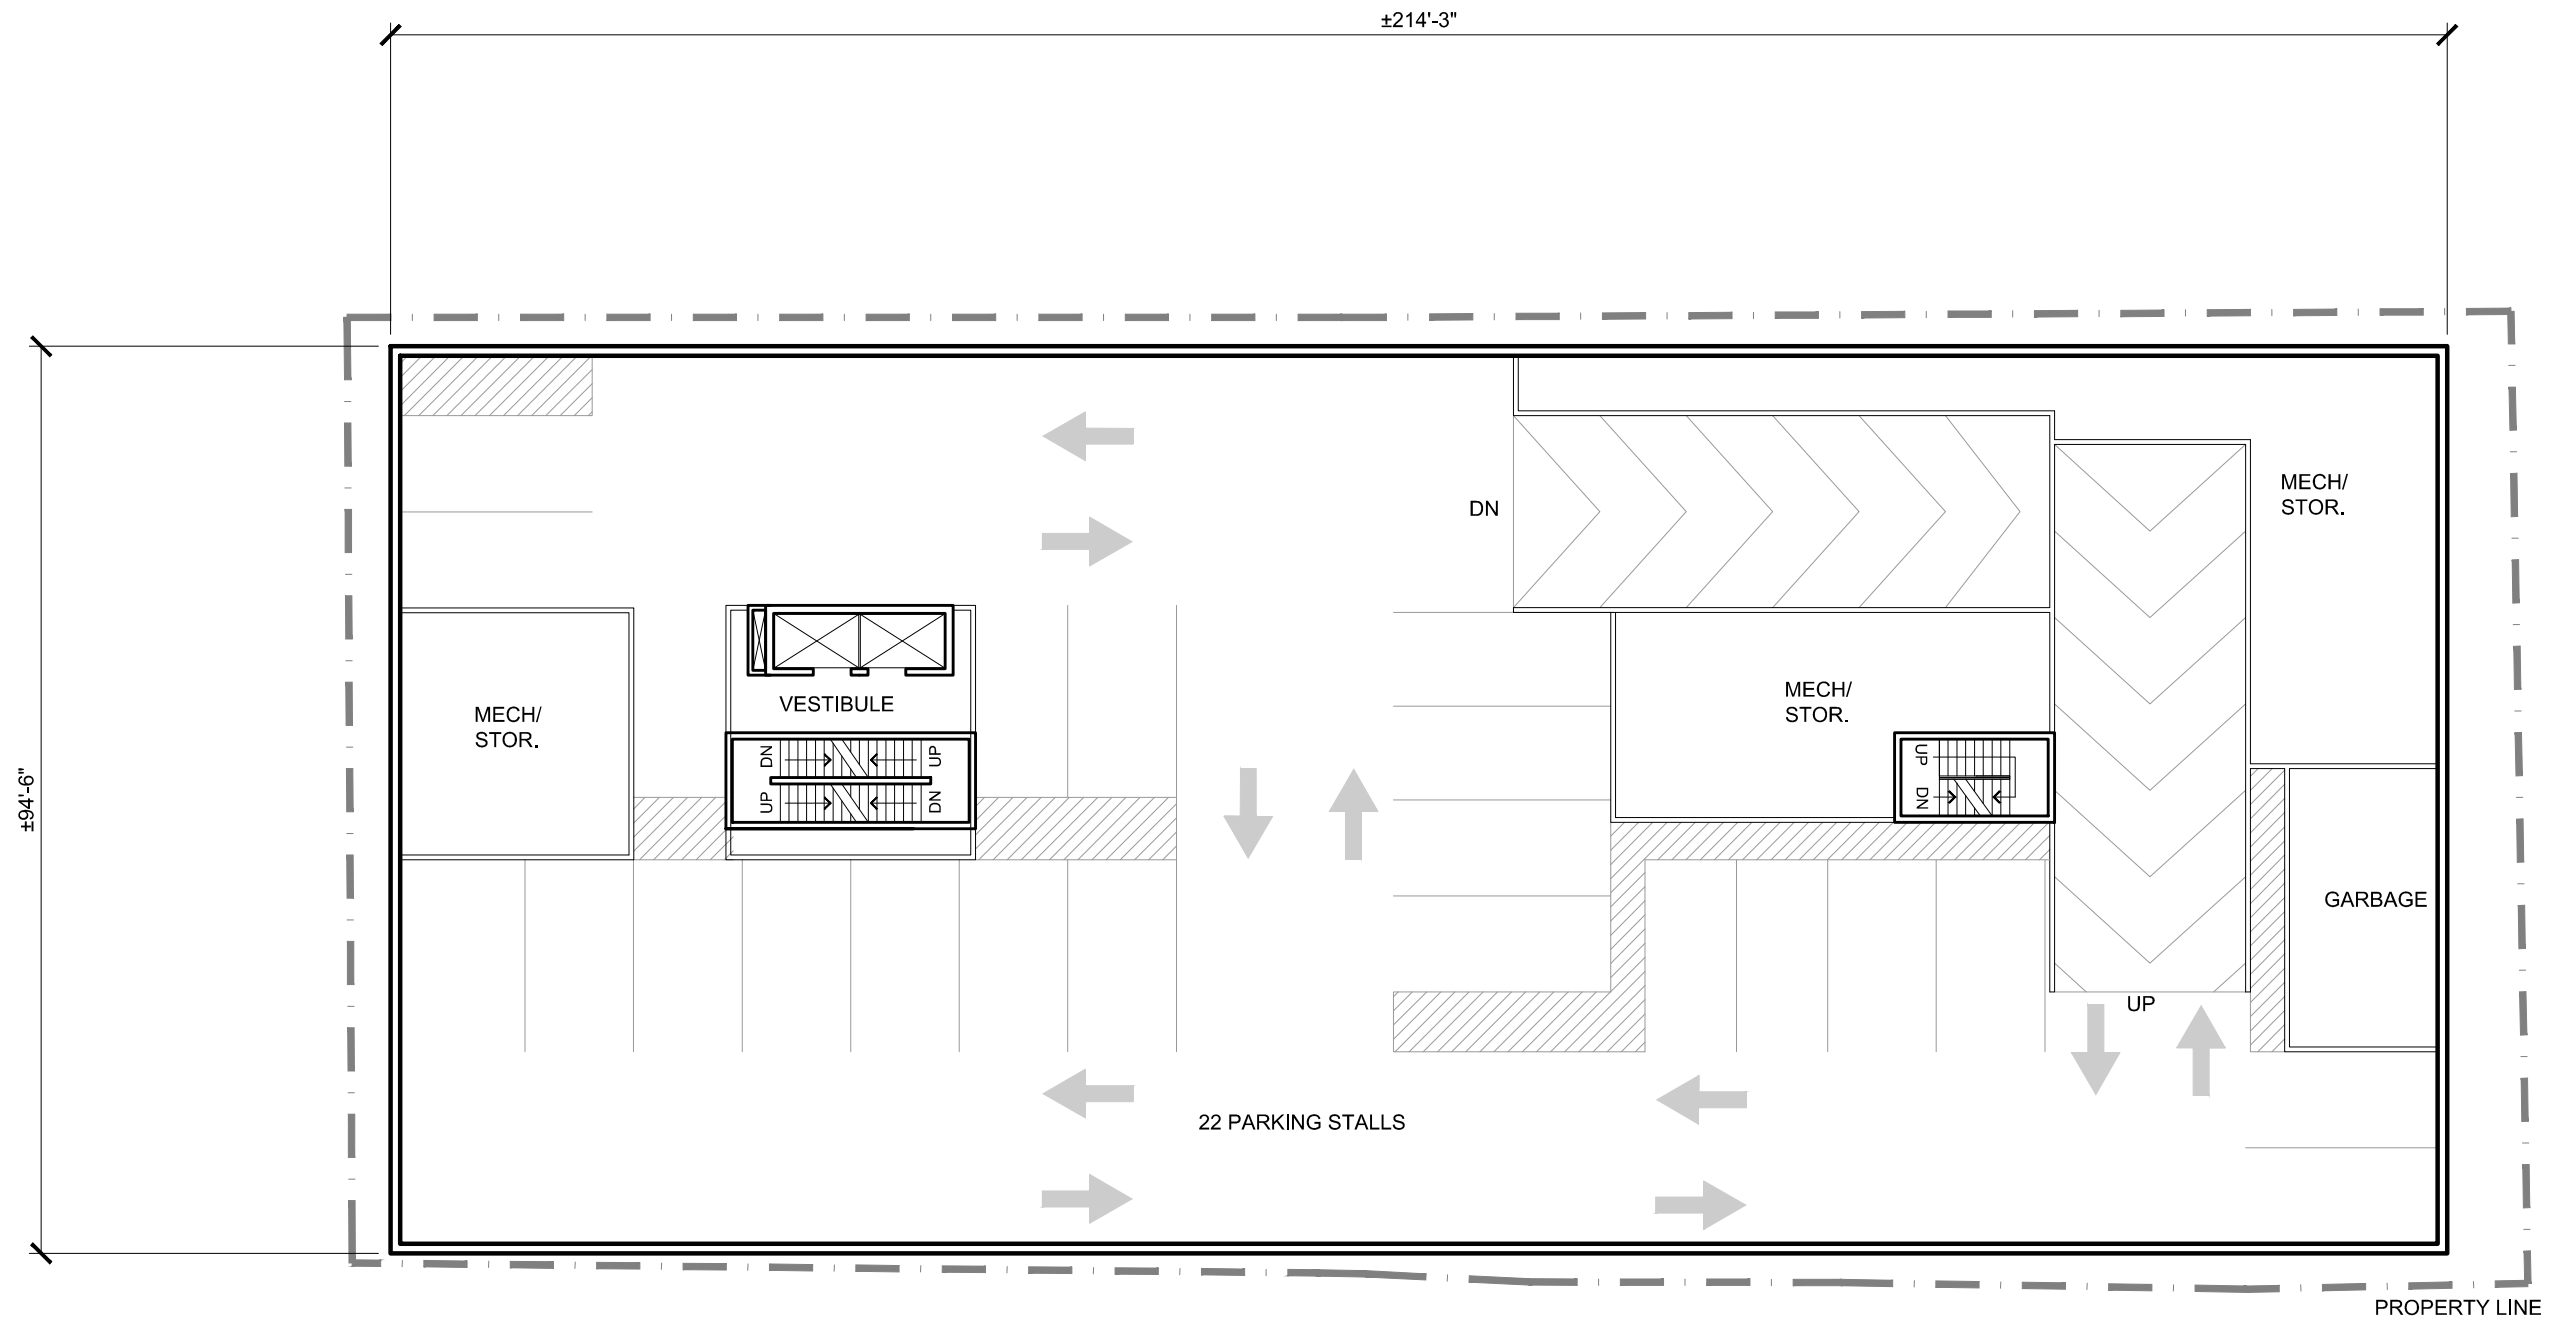 ±214'-3"
±94'-6"
DN
MECH/
STOR.
MECH/
STOR.
VESTIBULE
MECH/
STOR.
DN
UP
UP
DN
UP
DN
GARBAGE
UP
22 PARKING STALLS
PROPERTY LINE